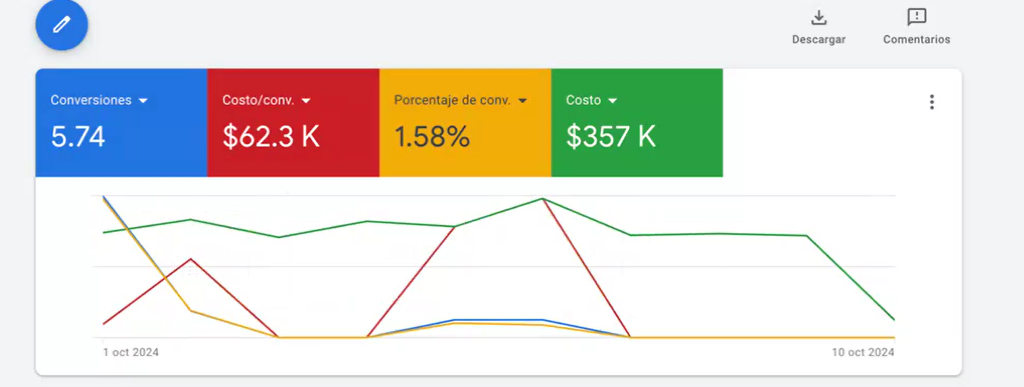 Descargar
Comentarios
Conversiones
Costo/conv.
Porcentaje de conv.
Costo
5.74
$62.3 K
1.58%
$357 K
1 oct 2024
10 oct 2024